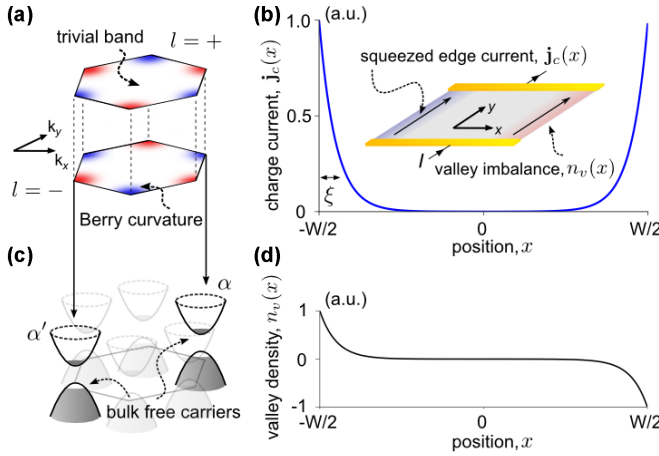 (a)
trivial band
l = +
k_y
k_x
l = −
Berry curvature
(b)
(a.u.)
charge current, j_c(x)
1
0.5
0
squeezed edge current, j_c(x)
y
x
I
valley imbalance, n_v(x)
ξ
-W/2
0
W/2
position, x
(c)
α
α′
bulk free carriers
(d)
(a.u.)
valley density, n_v(x)
1
0
-1
-W/2
0
W/2
position, x